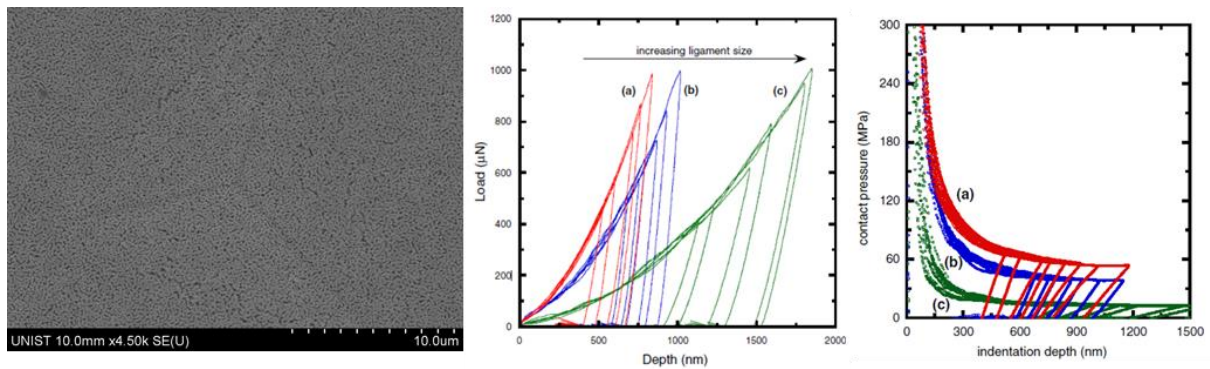 UNIST 10.0mm x4.50k SE(U) 10.0um
1200
1000
800
600
400
200
0
Load (µN)
increasing ligament size
(a)
(b)
(c)
0 500 1000 1500 2000
Depth (nm)
300
240
180
120
60
0
contact pressure (MPa)
(a)
(b)
(c)
0 300 600 900 1200 1500
indentation depth (nm)